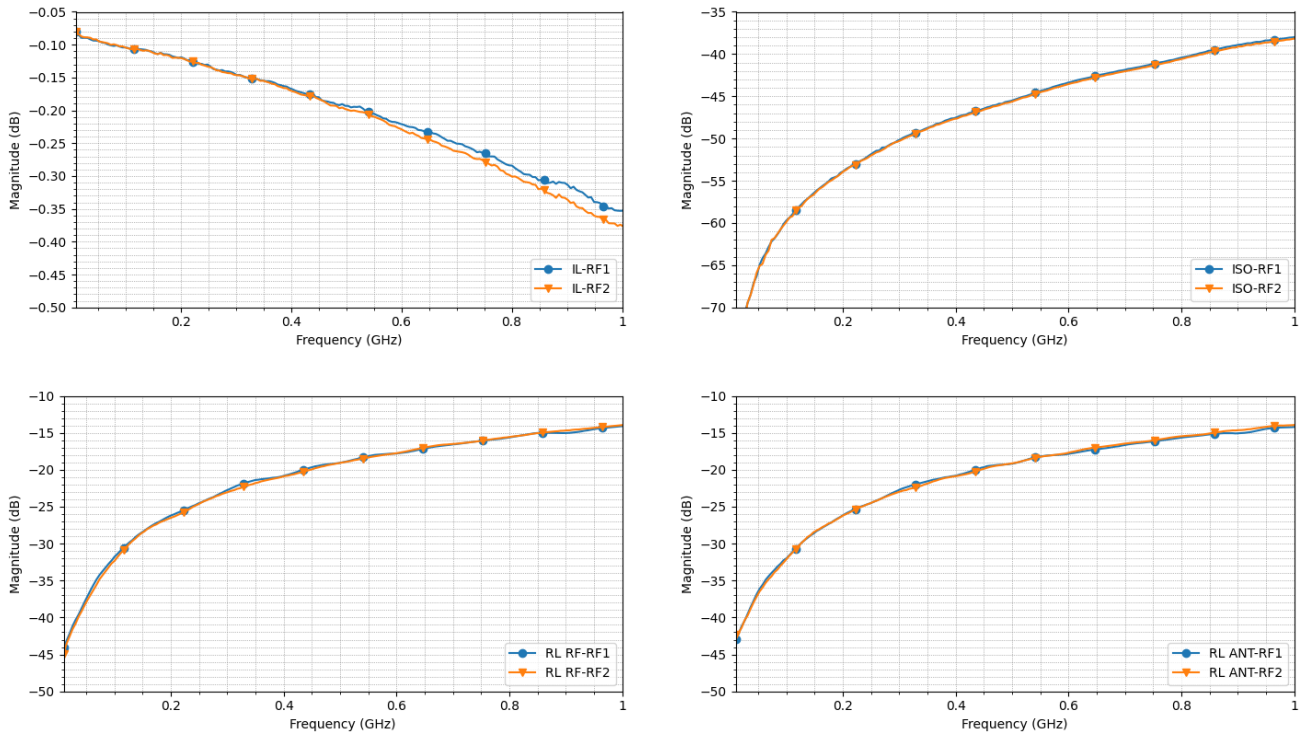 Magnitude (dB)
−0.05
−0.10
−0.15
−0.20
−0.25
−0.30
−0.35
−0.40
−0.45
−0.50
0.2 0.4 0.6 0.8 1
Frequency (GHz)
IL-RF1
IL-RF2
Magnitude (dB)
−35
−40
−45
−50
−55
−60
−65
−70
0.2 0.4 0.6 0.8 1
Frequency (GHz)
ISO-RF1
ISO-RF2
Magnitude (dB)
−10
−15
−20
−25
−30
−35
−40
−45
−50
0.2 0.4 0.6 0.8 1
Frequency (GHz)
RL RF-RF1
RL RF-RF2
Magnitude (dB)
−10
−15
−20
−25
−30
−35
−40
−45
−50
0.2 0.4 0.6 0.8 1
Frequency (GHz)
RL ANT-RF1
RL ANT-RF2